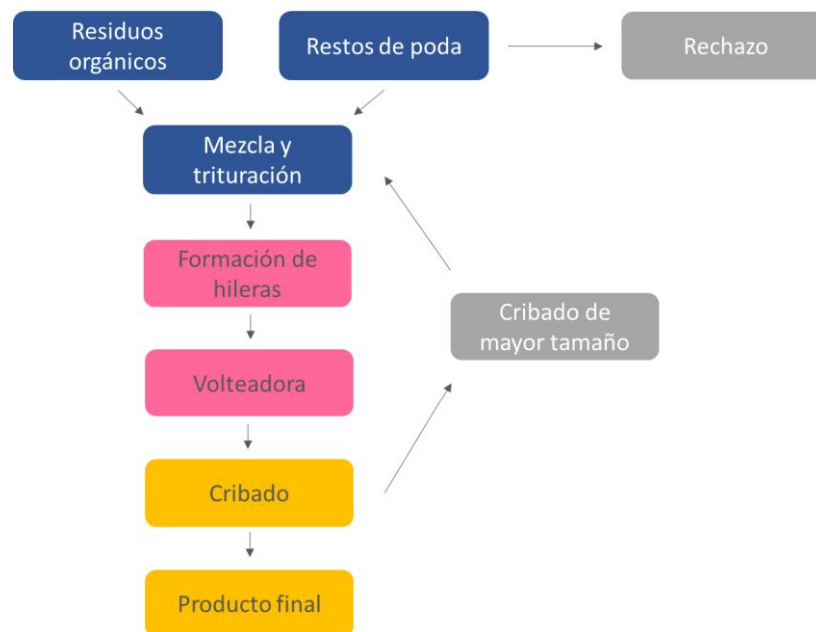 Residuos
orgánicos
Restos de poda
Rechazo
Mezcla y
trituración
Formación de
hileras
Cribado de
mayor tamaño
Volteadora
Cribado
Producto final